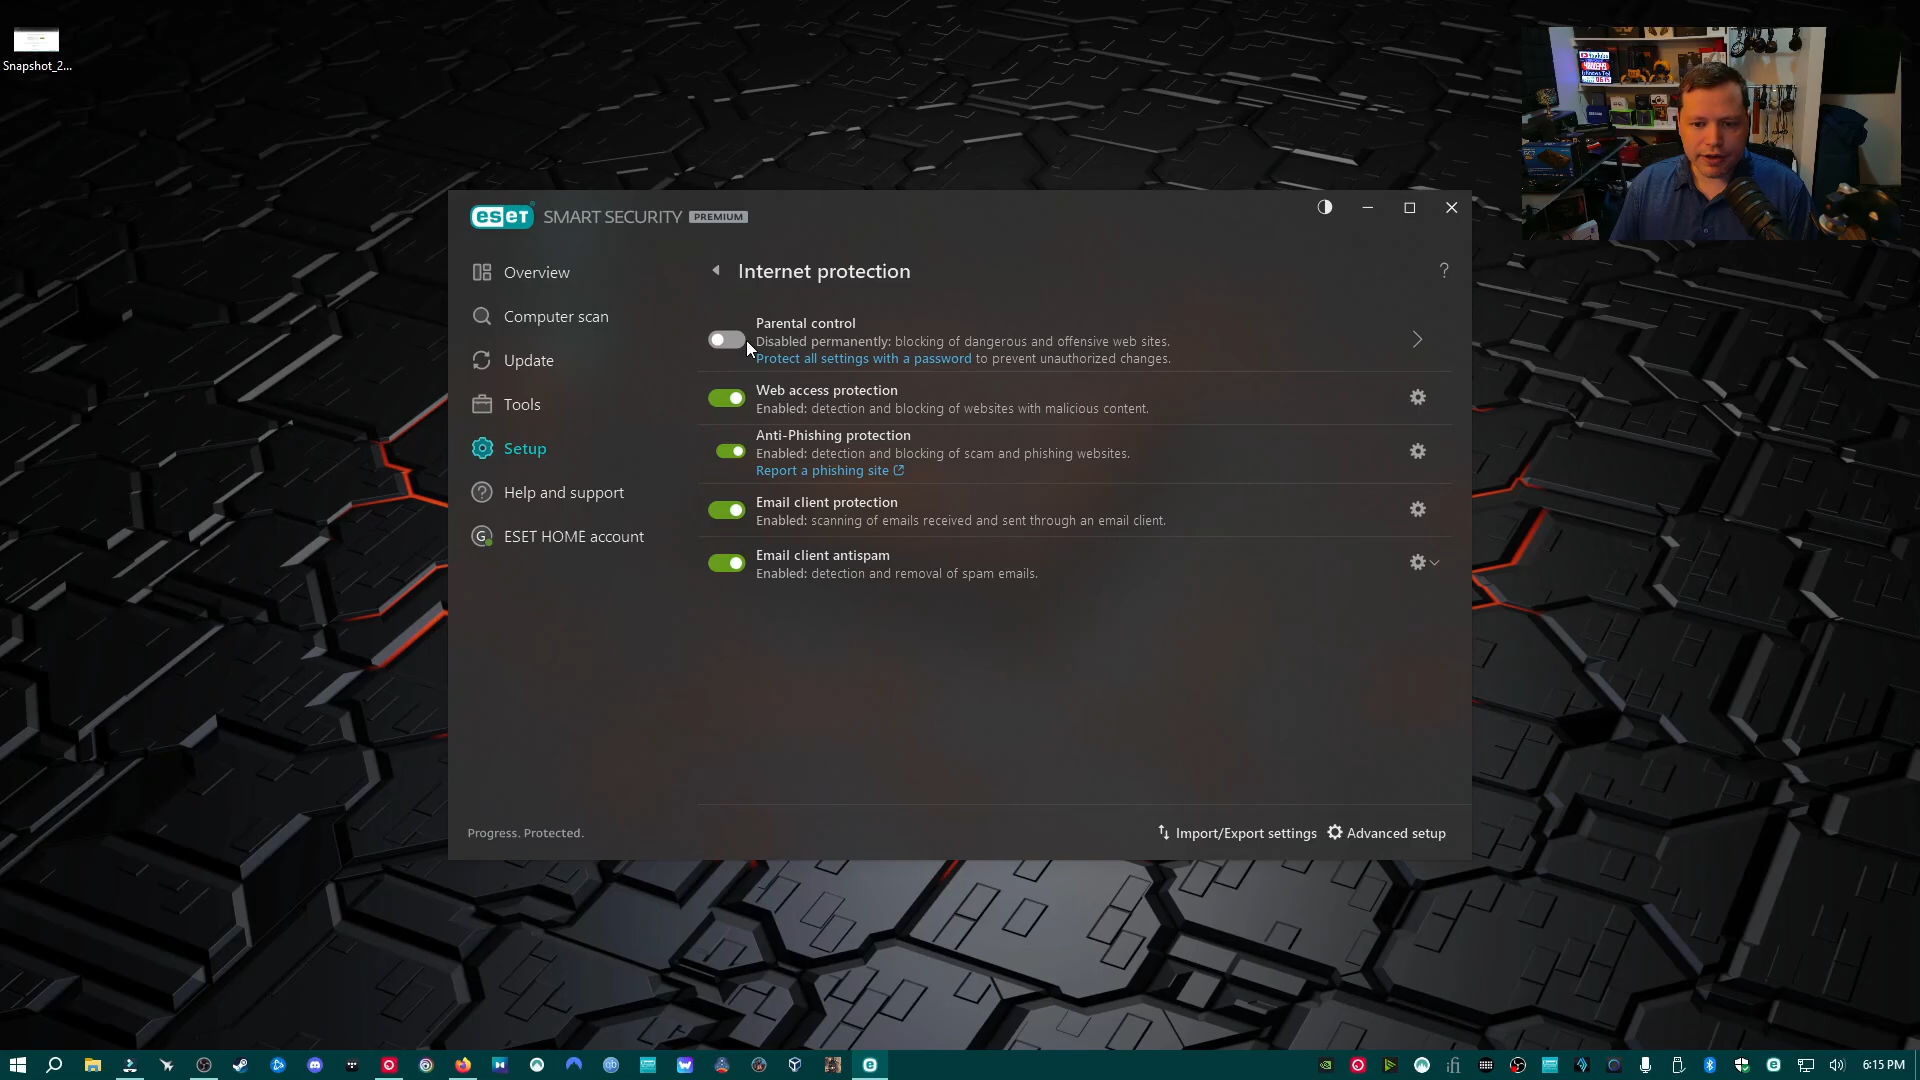 Snapshot_2...
eset SMART SECURITY PREMIUM
Overview
Computer scan
Update
Tools
Setup
Help and support
G ESET HOME account
Internet protection
?
Parental control
Disabled permanently: blocking of dangerous and offensive web sites.
Protect all settings with a password to prevent unauthorized changes.
Web access protection
Enabled: detection and blocking of websites with malicious content.
Anti-Phishing protection
Enabled: detection and blocking of scam and phishing websites.
Report a phishing site
Email client protection
Enabled: scanning of emails received and sent through an email client.
Email client antispam
Enabled: detection and removal of spam emails.
Progress. Protected.
Import/Export settings
Advanced setup
6:15 PM